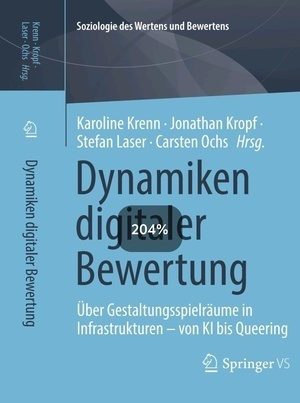 Krenn · Kropf ·
Laser · Ochs Hrsg.
Dynamiken digitaler Bewertung
Soziologie des Wertens und Bewertens
Karoline Krenn · Jonathan Kropf ·
Stefan Laser · Carsten Ochs Hrsg.
Dynamiken
digitaler
204%
Bewertung
Über Gestaltungsspielräume in
Infrastrukturen – von KI bis Queering
Springer VS